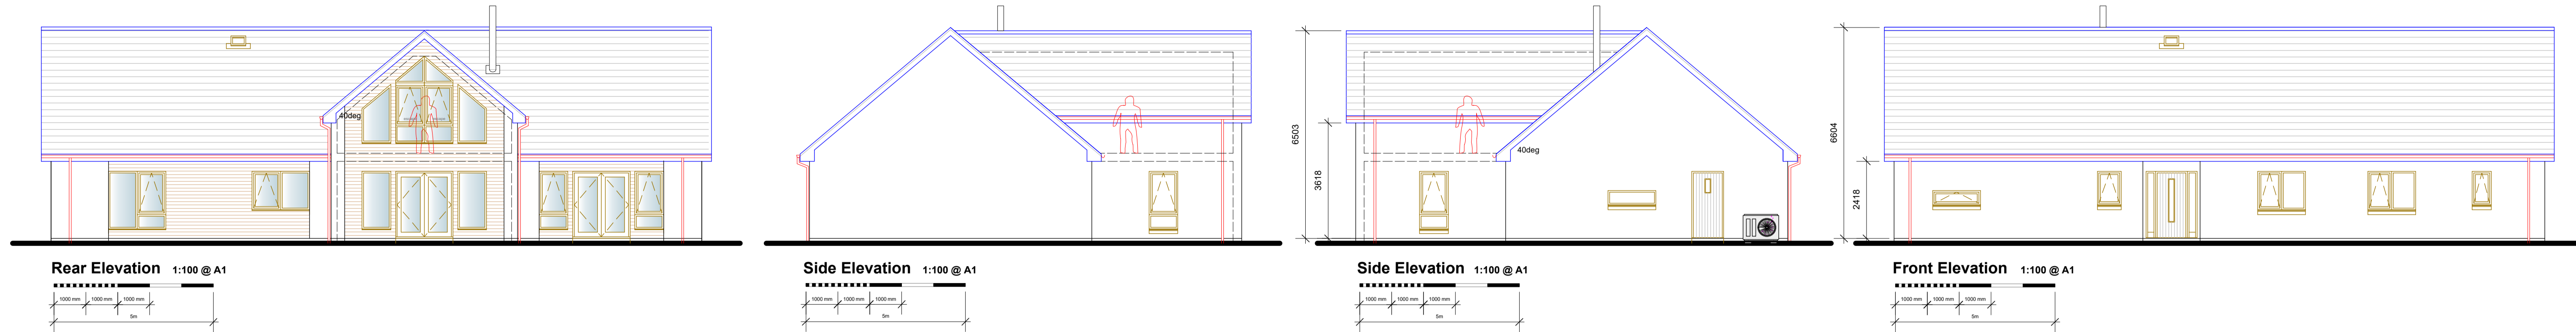 40deg
6503
3618
40deg
6604
2418
Rear Elevation 1:100 @ A1
1000 mm 1000 mm 1000 mm
5m
Side Elevation 1:100 @ A1
1000 mm 1000 mm 1000 mm
5m
Side Elevation 1:100 @ A1
1000 mm 1000 mm 1000 mm
5m
Front Elevation 1:100 @ A1
1000 mm 1000 mm 1000 mm
5m